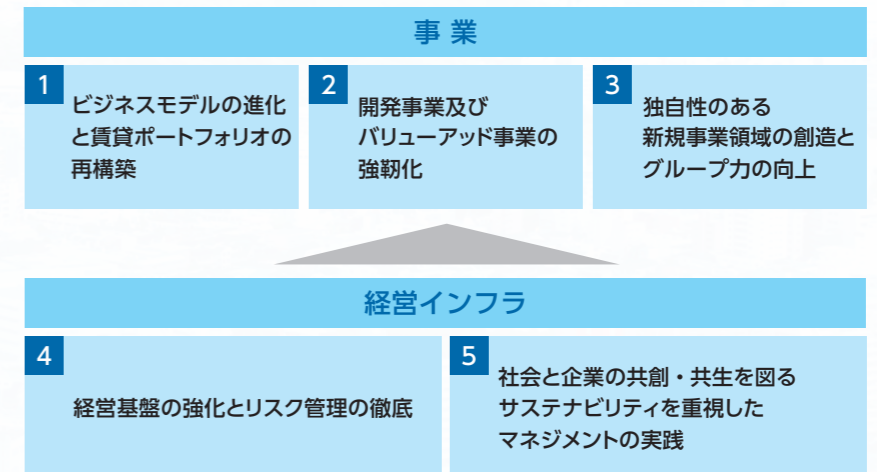 事 業
1
ビジネスモデルの進化
と賃貸ポートフォリオの
再構築
2
開発事業及び
バリューアッド事業の
強靭化
3
独自性のある
新規事業領域の創造と
グループ力の向上
経営インフラ
4
経営基盤の強化とリスク管理の徹底
5
社会と企業の共創・共生を図る
サステナビリティを重視した
マネジメントの実践